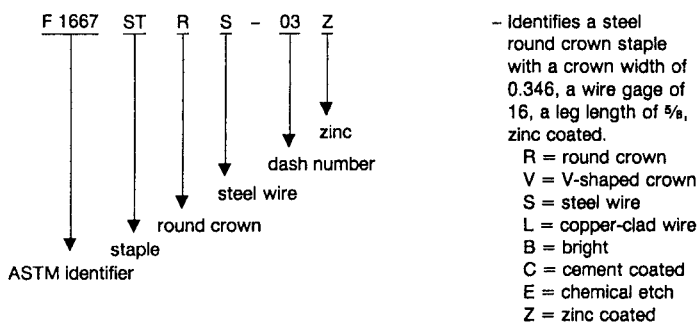 F 1667 ST R S - 03 Z
zinc
dash number
steel wire
round crown
staple
ASTM identifier
– Identifies a steel
round crown staple
with a crown width of
0.346, a wire gage of
16, a leg length of 5/8,
zinc coated.
R = round crown
V = V-shaped crown
S = steel wire
L = copper-clad wire
B = bright
C = cement coated
E = chemical etch
Z = zinc coated